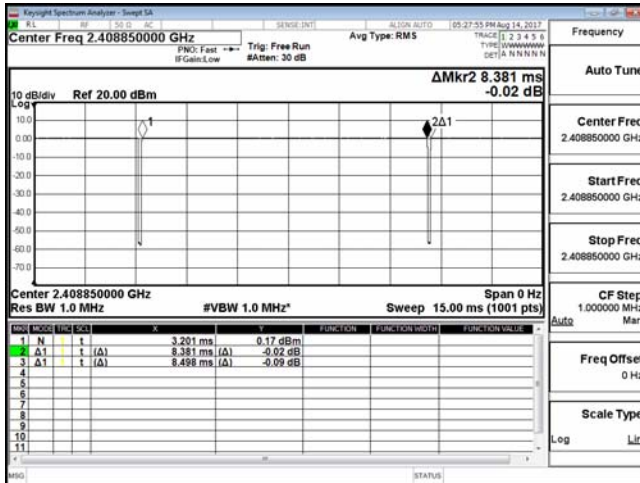 Keysight Spectrum Analyzer - Swept SA
RL RF 50 Ω AC SENSE:INT ALIGN AUTO 05:27:55 PM Aug 14, 2017
Center Freq 2.408850000 GHz
PNO: Fast
IFGain:Low
Trig: Free Run
#Atten: 30 dB
Avg Type: RMS
TRACE 1 2 3 4 5 6
TYPE WWWWWW
DET A N N N N N
ΔMkr2 8.381 ms
-0.02 dB
10 dB/div
Log
Ref 20.00 dBm
10.0
0.00
-10.0
-20.0
-30.0
-40.0
-50.0
-60.0
-70.0
1
2Δ1
Center 2.408850000 GHz Span 0 Hz
Res BW 1.0 MHz #VBW 1.0 MHz* Sweep 15.00 ms (1001 pts)
MKR MODE TRC SCL X Y FUNCTION FUNCTION WIDTH FUNCTION VALUE
1 N t 3.201 ms 0.17 dBm
2 Δ1 t (Δ) 8.381 ms (Δ) -0.02 dB
3 Δ1 t (Δ) 8.498 ms (Δ) -0.09 dB
4
5
6
7
8
9
10
11
MSG STATUS
Frequency
Auto Tune
Center Freq
2.408850000 GHz
Start Freq
2.408850000 GHz
Stop Freq
2.408850000 GHz
CF Step
1.000000 MHz
Auto Man
Freq Offset
0 Hz
Scale Type
Log Lin